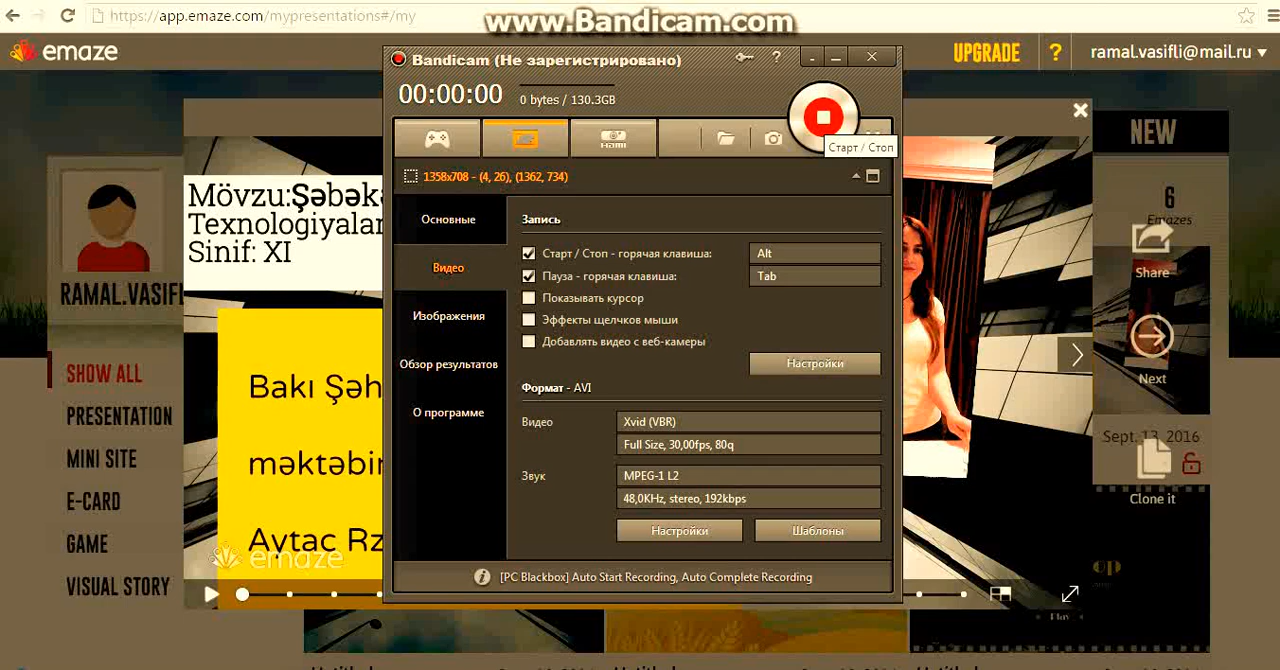 https://app.emaze.com/mypresentations#/my
www.Bandicam.com
emaze
UPGRADE
?
ramal.vasifli@mail.ru
Bandicam (Не зарегистрировано)
?
00:00:00
0 bytes / 130.3GB
HDMI
Старт / Стоп
1358x708 - (4, 26), (1362, 734)
Основные
Видео
Изображения
Обзор результатов
О программе
Запись
Старт / Стоп - горячая клавиша:
Alt
Пауза - горячая клавиша:
Tab
Показывать курсор
Эффекты щелчков мыши
Добавлять видео с веб-камеры
Настройки
Формат - AVI
Видео
Xvid (VBR)
Full Size, 30,00fps, 80q
Звук
MPEG-1 L2
48,0KHz, stereo, 192kbps
Настройки
Шаблоны
[PC Blackbox] Auto Start Recording, Auto Complete Recording
Mövzu:Şəbəkə
Texnologiyalar
Sinif: XI
Bakı Şəh
məktəbin
Aytac Rz
emaze
RAMAL.VASIFL
SHOW ALL
PRESENTATION
MINI SITE
E-CARD
GAME
VISUAL STORY
NEW
6
Emazes
Share
Next
Sept. 13, 2016
Clone it
Play